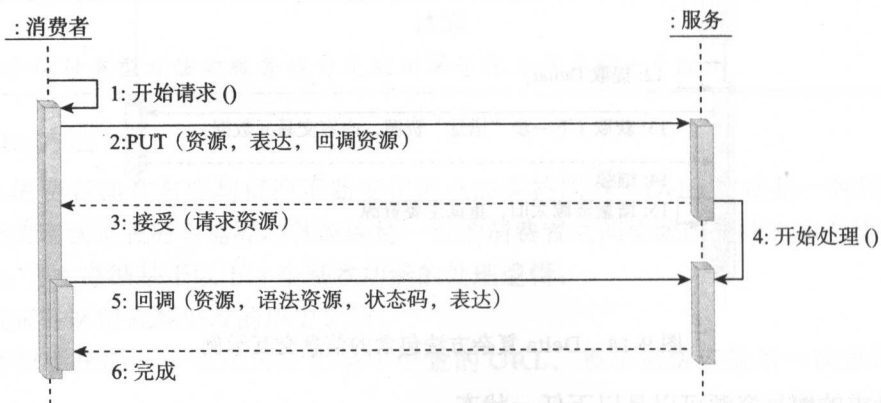 : 消费者
: 服务
1: 开始请求 ()
2:PUT（资源，表达，回调资源）
3: 接受（请求资源）
4: 开始处理 ()
5: 回调（资源，语法资源，状态码，表达）
6: 完成